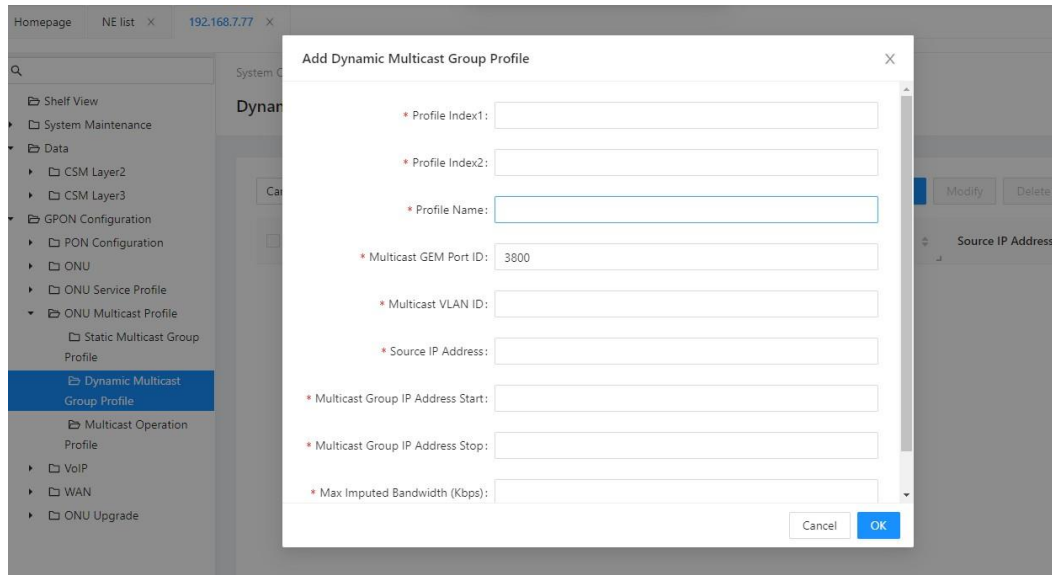 Homepage
NE list
192.168.7.77
System C
Shelf View
System Maintenance
Data
CSM Layer2
CSM Layer3
GPON Configuration
PON Configuration
ONU
ONU Service Profile
ONU Multicast Profile
Static Multicast Group
Profile
Dynamic Multicast
Group Profile
Multicast Operation
Profile
VoIP
WAN
ONU Upgrade
Dynar
Car
Modify
Delete
Source IP Address
Add Dynamic Multicast Group Profile
* Profile Index1:
* Profile Index2:
* Profile Name:
* Multicast GEM Port ID: 3800
* Multicast VLAN ID:
* Source IP Address:
* Multicast Group IP Address Start:
* Multicast Group IP Address Stop:
* Max Imputed Bandwidth (Kbps):
Cancel
OK